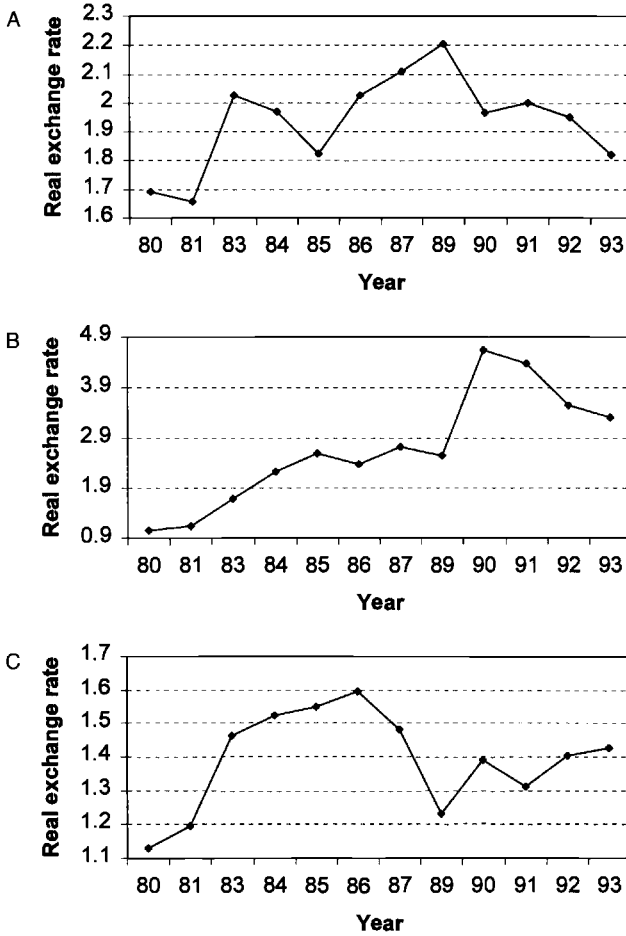 A
Real exchange rate
2.3
2.2
2.1
2
1.9
1.8
1.7
1.6
80 81 83 84 85 86 87 89 90 91 92 93
Year
B
Real exchange rate
4.9
3.9
2.9
1.9
0.9
80 81 83 84 85 86 87 89 90 91 92 93
Year
C
Real exchange rate
1.7
1.6
1.5
1.4
1.3
1.2
1.1
80 81 83 84 85 86 87 89 90 91 92 93
Year